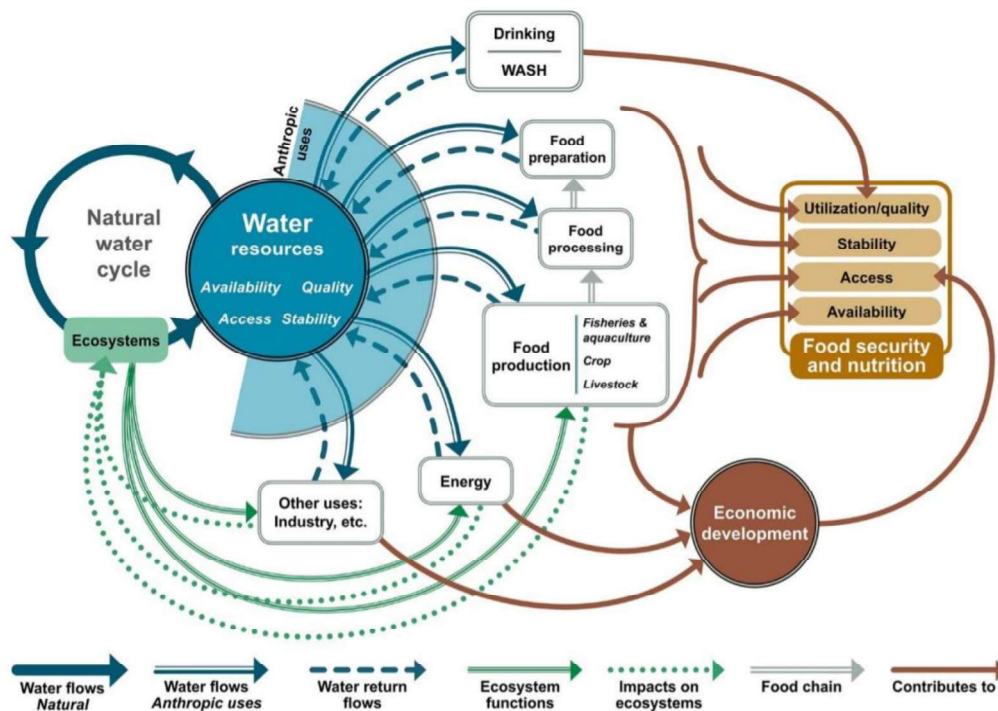 Drinking
WASH
Anthropic
uses
Food
preparation
Natural
water
cycle
Water
resources
Availability Quality
Access Stability
Food
processing
Utilization/quality
Stability
Access
Availability
Food security
and nutrition
Ecosystems
Food
production
Fisheries &
aquaculture
Crop
Livestock
Energy
Other uses:
Industry, etc.
Economic
development
Water flows
Natural
Water flows
Anthropic uses
Water return
flows
Ecosystem
functions
Impacts on
ecosystems
Food chain
Contributes to